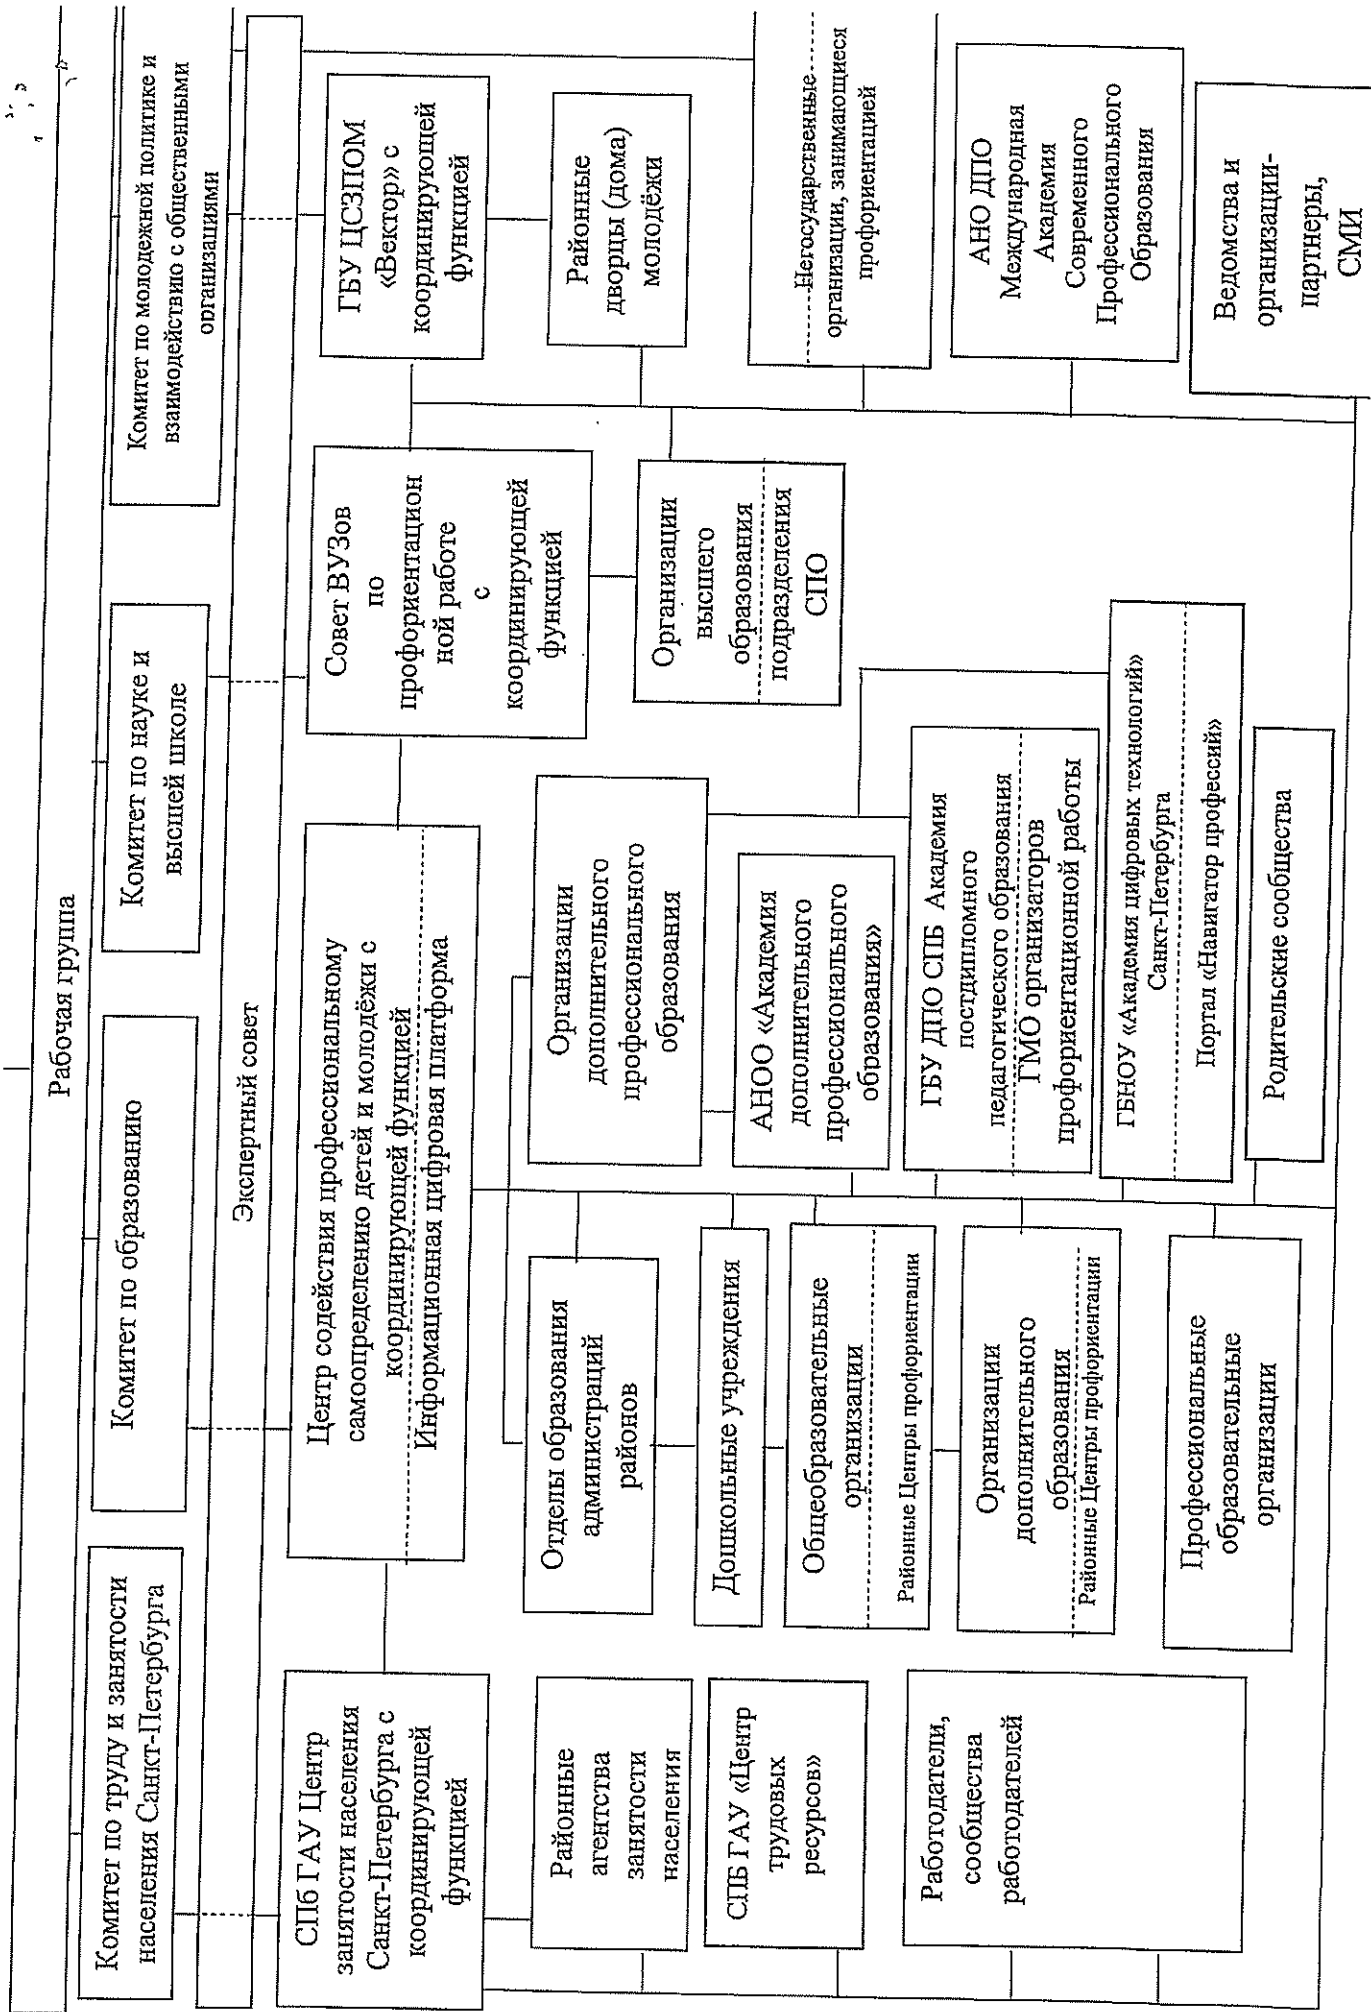 Рабочая группа
Комитет по труду и занятости
населения Санкт-Петербурга
Комитет по образованию
Комитет по науке и
высшей школе
Комитет по молодежной политике и
взаимодействию с общественными
организациями
Экспертный совет
СПб ГАУ Центр
занятости населения
Санкт-Петербурга с
координирующей
функцией
Центр содействия профессиональному
самоопределению детей и молодёжи с
координирующей функцией
Информационная цифровая платформа
Совет ВУЗов
по
профориентацион
ной работе
с
координирующей
функцией
ГБУ ЦСЗПОМ
«Вектор» с
координирующей
функцией
Районные
агентства
занятости
населения
СПБ ГАУ «Центр
трудовых
ресурсов»
Работодатели,
сообщества
работодателей
Отделы образования
администраций
районов
Дошкольные учреждения
Общеобразовательные
организации
Районные Центры профориентации
Организации
дополнительного
образования
Районные Центры профориентации
Профессиональные
образовательные
организации
Организации
дополнительного
профессионального
образования
АНОО «Академия
дополнительного
профессионального
образования»
ГБУ ДПО СПБ Академия
постдипломного
педагогического образования
ГМО организаторов
профориентационной работы
ГБНОУ «Академия цифровых технологий»
Санкт-Петербурга
Портал «Навигатор профессий»
Родительские сообщества
Организации
высшего
образования
подразделения
СПО
Районные
дворцы (дома)
молодёжи
Негосударственные
организации, занимающиеся
профориентацией
АНО ДПО
Международная
Академия
Современного
Профессионального
Образования
Ведомства и
организации-
партнеры,
СМИ